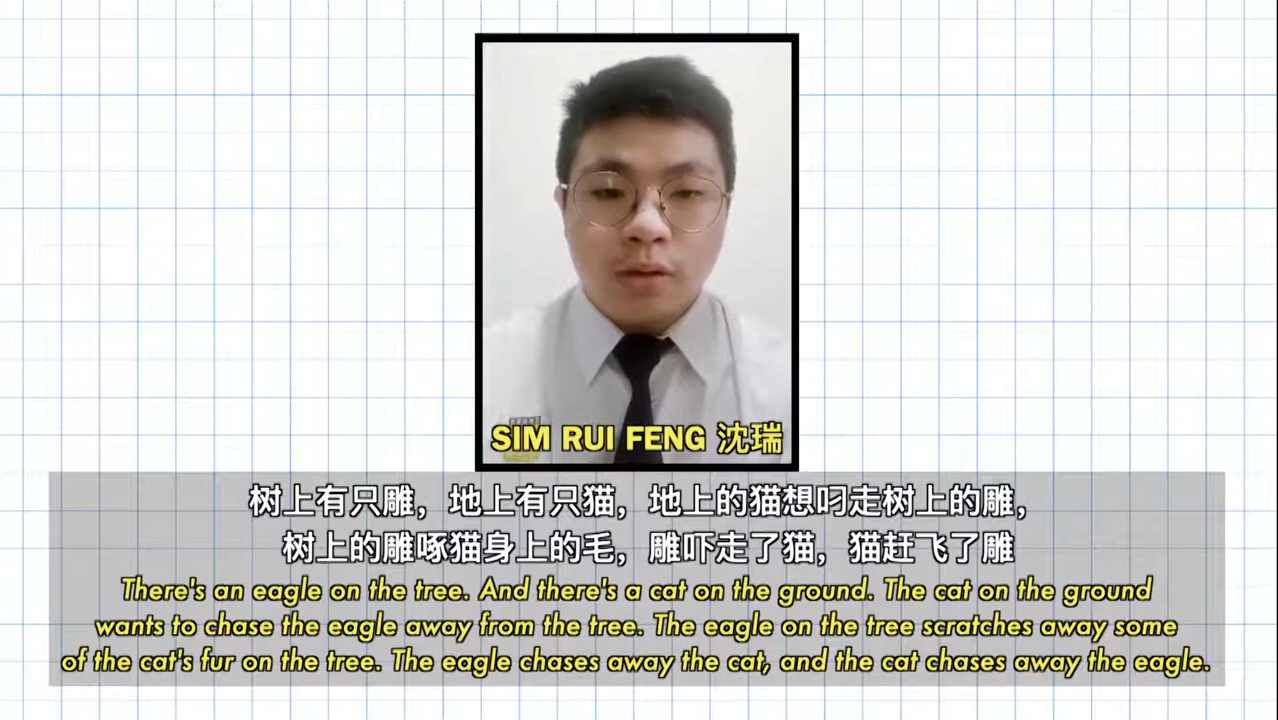 SIM RUI FENG 沈瑞
树上有只雕，地上有只猫，地上的猫想叼走树上的雕，
树上的雕啄猫身上的毛，雕吓走了猫，猫赶飞了雕
There's an eagle on the tree. And there's a cat on the ground. The cat on the ground
wants to chase the eagle away from the tree. The eagle on the tree scratches away some
of the cat's fur on the tree. The eagle chases away the cat, and the cat chases away the eagle.